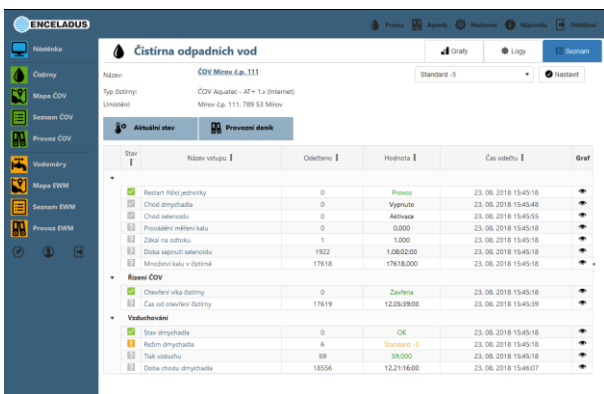 ENCELADUS
Provoz Agendy Nastavení Nápověda Odhlášení
Nástěnka
Čistírny
Mapa ČOV
Seznam ČOV
Provoz ČOV
Vodoměry
Mapa EWM
Seznam EWM
Provoz EWM
Čistírna odpadních vod
Grafy Logy Seznam
Název: ČOV Mírov č.p. 111
Standard -3 Nastavit
Typ čistírny: ČOV Aquatec - AT+ 1.x (Internet)
Umístění: Mírov č.p. 111, 789 53 Mírov
Aktuální stav Provozní deník
Stav Název vstupu Odečteno Hodnota Čas odečtu Graf
Restart řídící jednotky 0 Provoz 23. 08. 2018 15:45:18
Chod dmychadla 0 Vypnuto 23. 08. 2018 15:45:48
Chod selenoidu 0 Aktivace 23. 08. 2018 15:45:55
Provádění měření kalu 0 0.000 23. 08. 2018 15:45:18
Zákal na odtoku 1 1.000 23. 08. 2018 15:45:18
Doba sepnutí selenoidu 1922 1.08:02:00 23. 08. 2018 15:45:18
Množství kalu v čistírně 17618 17618.000 23. 08. 2018 15:45:18
Řízení ČOV
Otevření víka čistírny 0 Zavřena 23. 08. 2018 15:45:18
Čas od otevření čistírny 17619 12.05:39:00 23. 08. 2018 15:45:39
Vzduchování
Stav dmychadla 0 OK 23. 08. 2018 15:45:18
Režim dmychadla 6 Standard -3 23. 08. 2018 15:45:18
Tlak vzduchu 59 59.000 23. 08. 2018 15:45:18
Doba chodu dmychadla 18556 12.21:16:00 23. 08. 2018 15:46:07